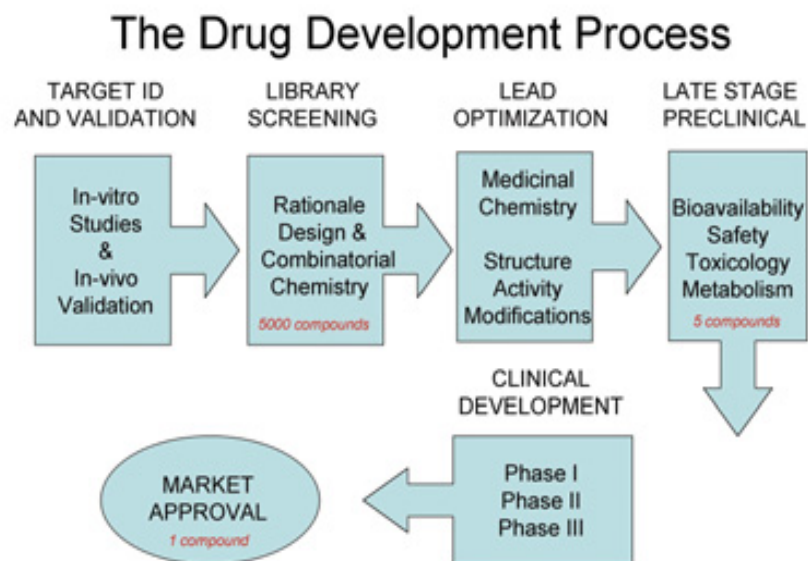 The Drug Development Process
TARGET ID
AND VALIDATION
In-vitro
Studies
&
In-vivo
Validation
LIBRARY
SCREENING
Rationale
Design &
Combinatorial
Chemistry
5000 compounds
LEAD
OPTIMIZATION
Medicinal
Chemistry
Structure
Activity
Modifications
LATE STAGE
PRECLINICAL
Bioavailability
Safety
Toxicology
Metabolism
5 compounds
CLINICAL
DEVELOPMENT
Phase I
Phase II
Phase III
MARKET
APPROVAL
1 compound